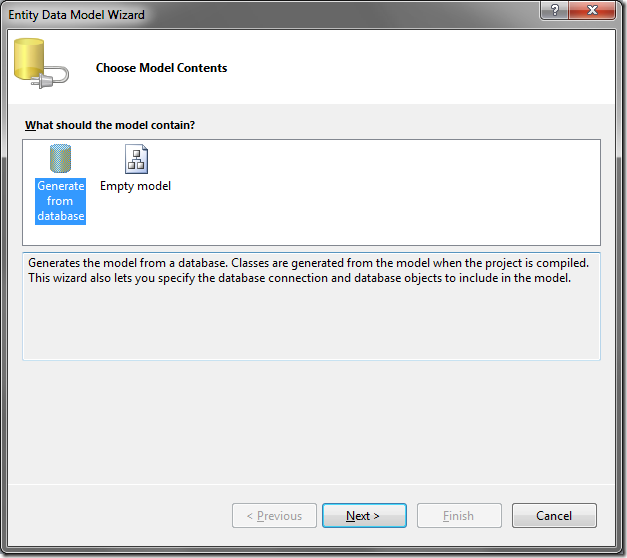 Entity Data Model Wizard
?
Choose Model Contents
What should the model contain?
Generate
from
database
Empty model
Generates the model from a database. Classes are generated from the model when the project is compiled.
This wizard also lets you specify the database connection and database objects to include in the model.
< Previous
Next >
Finish
Cancel